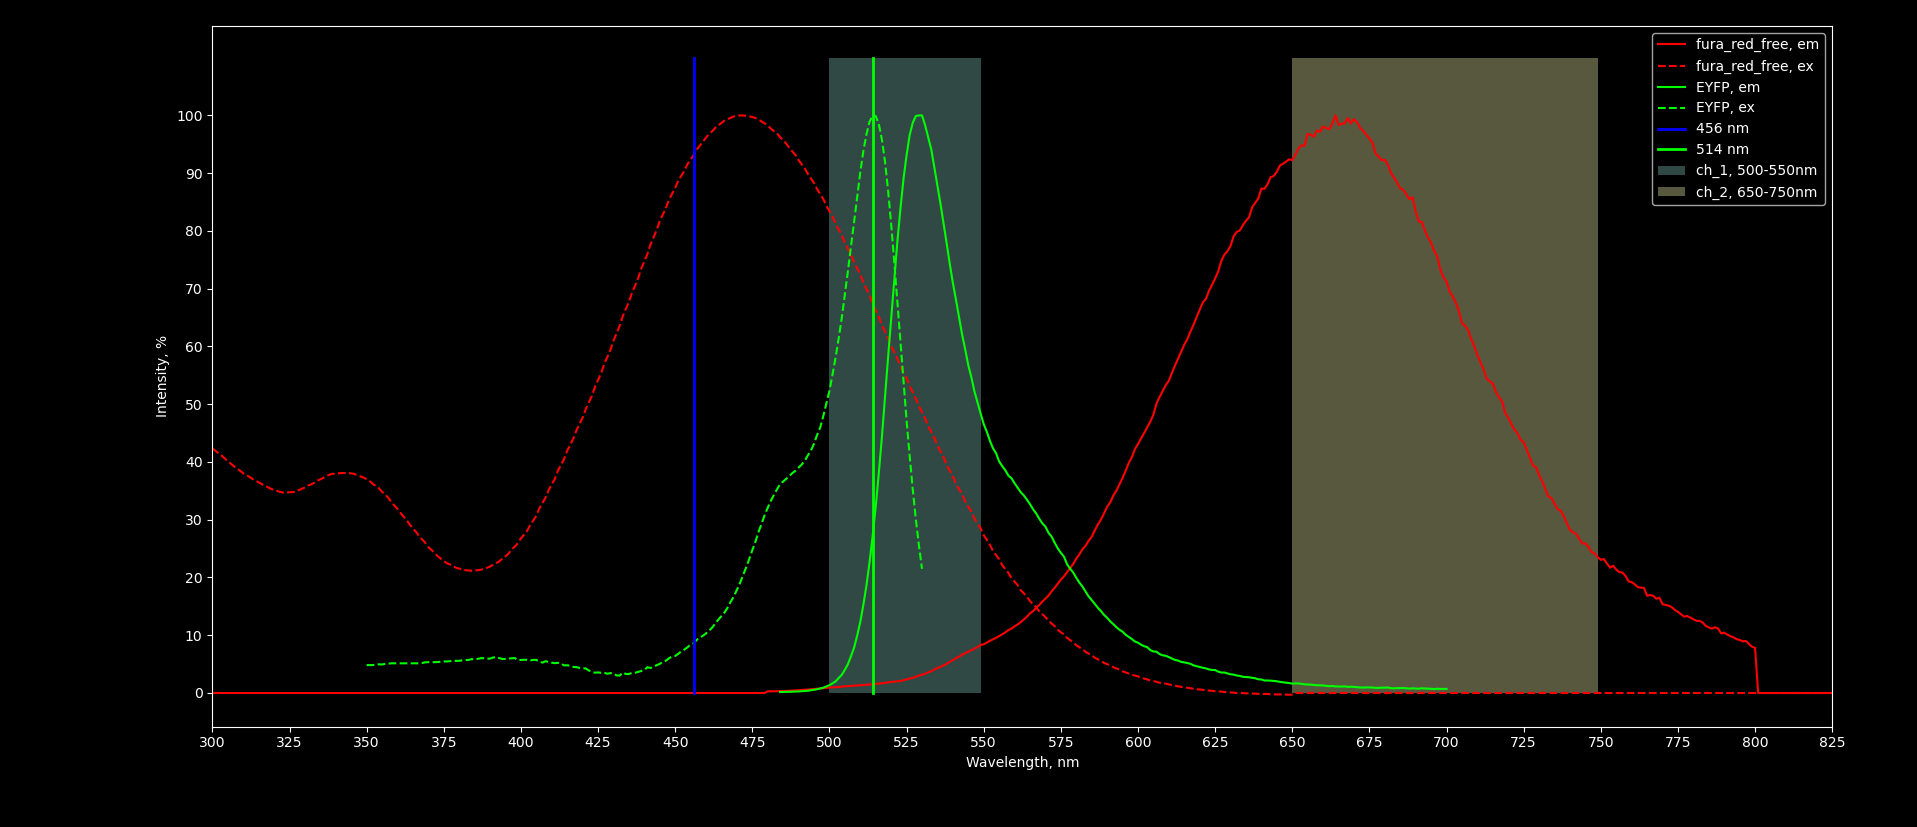 fura_red_free, em
fura_red_free, ex
EYFP, em
EYFP, ex
456 nm
514 nm
ch_1, 500-550nm
ch_2, 650-750nm
100
90
80
70
60
50
40
30
20
10
0
Intensity, %
300 325 350 375 400 425 450 475 500 525 550 575 600 625 650 675 700 725 750 775 800 825
Wavelength, nm